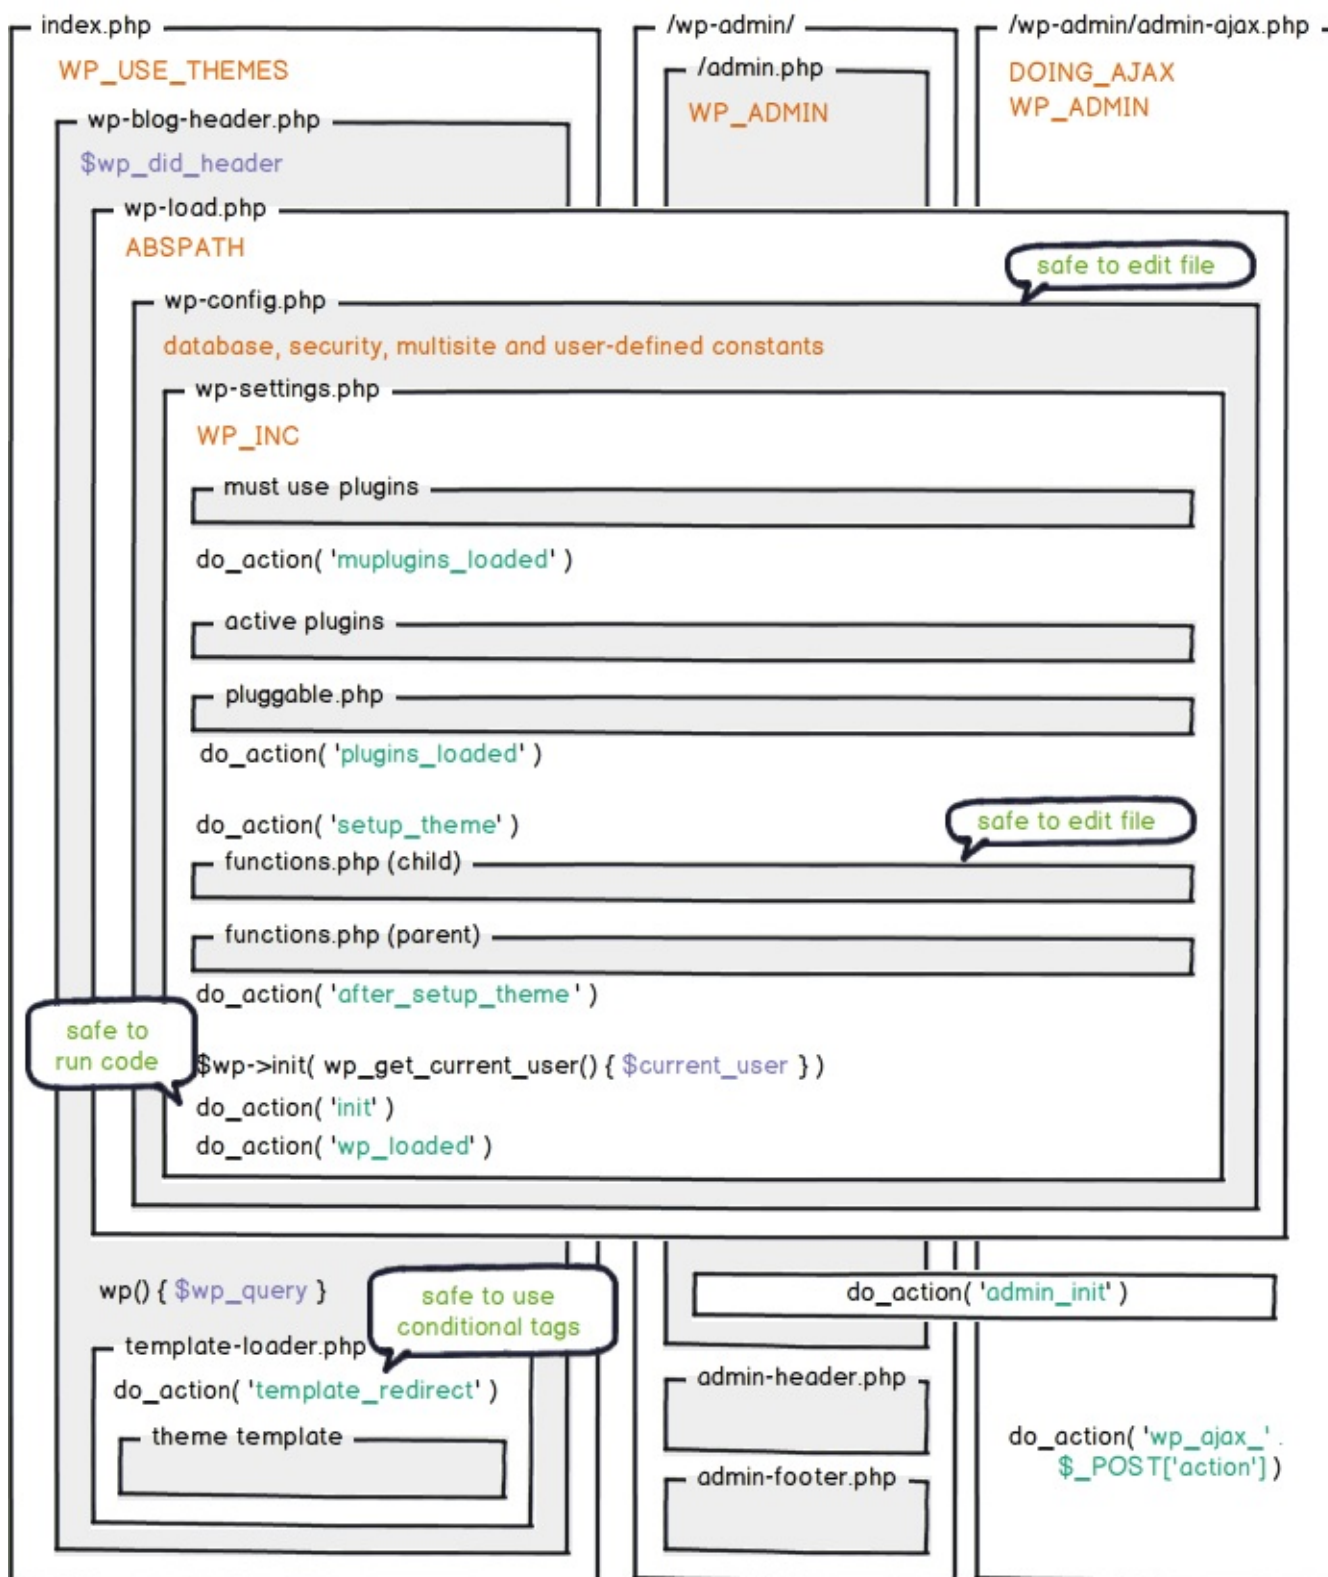 index.php
/wp-admin/
/wp-admin/admin-ajax.php
WP_USE_THEMES
/admin.php
DOING_AJAX
WP_ADMIN
WP_ADMIN
wp-blog-header.php
$wp_did_header
wp-load.php
ABSPATH
safe to edit file
wp-config.php
database, security, multisite and user-defined constants
wp-settings.php
WP_INC
must use plugins
do_action( 'muplugins_loaded' )
active plugins
pluggable.php
do_action( 'plugins_loaded' )
do_action( 'setup_theme' )
safe to edit file
functions.php (child)
functions.php (parent)
do_action( 'after_setup_theme' )
safe to
run code
$wp->init( wp_get_current_user() { $current_user } )
do_action( 'init' )
do_action( 'wp_loaded' )
wp() { $wp_query }
safe to use
conditional tags
do_action( 'admin_init' )
template-loader.php
do_action( 'template_redirect' )
theme template
admin-header.php
admin-footer.php
do_action( 'wp_ajax_' .
$_POST['action'] )